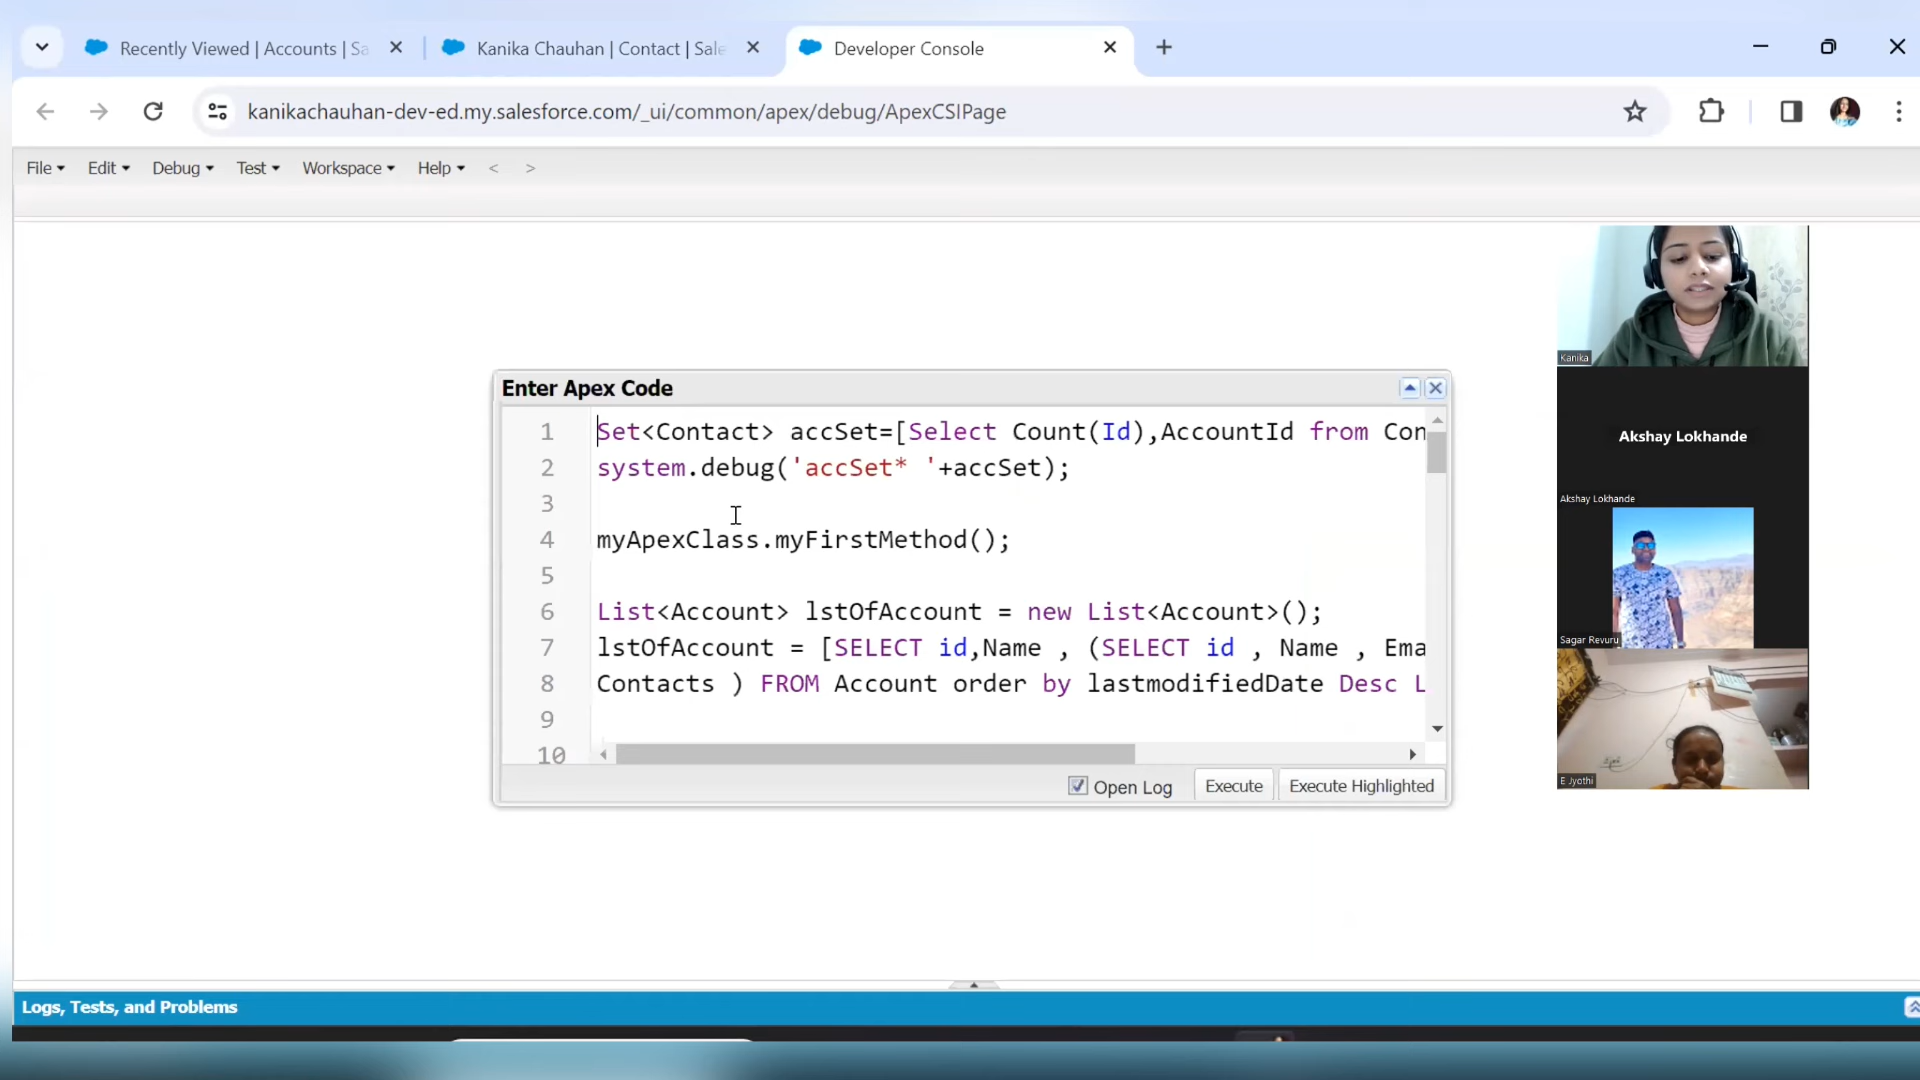 Recently Viewed | Accounts | Sa
Kanika Chauhan | Contact | Sale
Developer Console
kanikachauhan-dev-ed.my.salesforce.com/_ui/common/apex/debug/ApexCSIPage
File Edit Debug Test Workspace Help < >
Kanika
Enter Apex Code
1 Set<Contact> accSet=[Select Count(Id),AccountId from Con
2 system.debug('accSet* '+accSet);
3
4 myApexClass.myFirstMethod();
5
6 List<Account> lstOfAccount = new List<Account>();
7 lstOfAccount = [SELECT id,Name , (SELECT id , Name , Ema
8 Contacts ) FROM Account order by lastmodifiedDate Desc L
9
10
Open Log Execute Execute Highlighted
Akshay Lokhande
Akshay Lokhande
Sagar Revuru
E Jyothi
Logs, Tests, and Problems